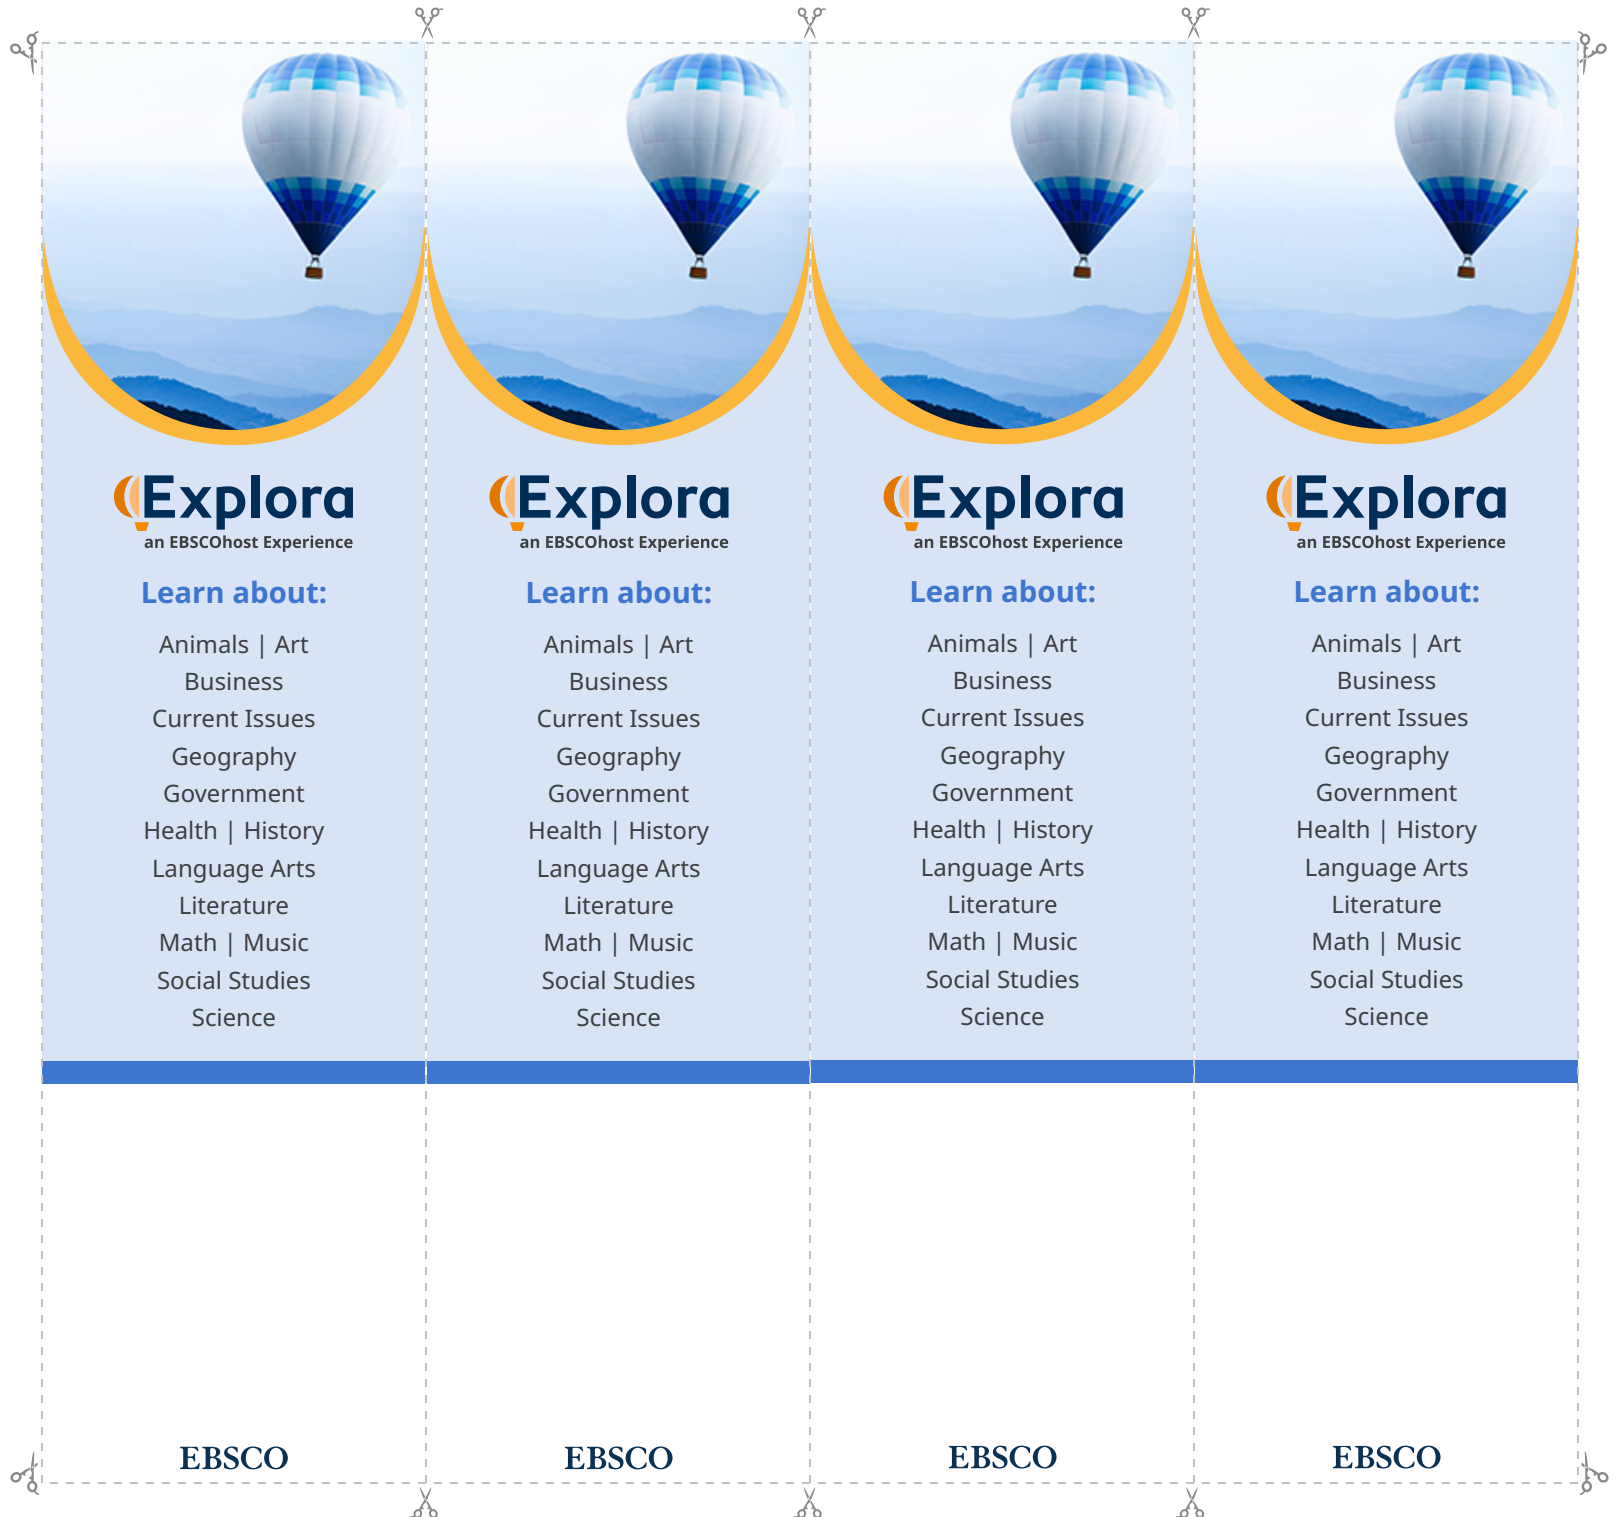 Explora
an EBSCOhost Experience
Learn about:
Animals | Art
Business
Current Issues
Geography
Government
Health | History
Language Arts
Literature
Math | Music
Social Studies
Science
EBSCO
Explora
an EBSCOhost Experience
Learn about:
Animals | Art
Business
Current Issues
Geography
Government
Health | History
Language Arts
Literature
Math | Music
Social Studies
Science
EBSCO
Explora
an EBSCOhost Experience
Learn about:
Animals | Art
Business
Current Issues
Geography
Government
Health | History
Language Arts
Literature
Math | Music
Social Studies
Science
EBSCO
Explora
an EBSCOhost Experience
Learn about:
Animals | Art
Business
Current Issues
Geography
Government
Health | History
Language Arts
Literature
Math | Music
Social Studies
Science
EBSCO